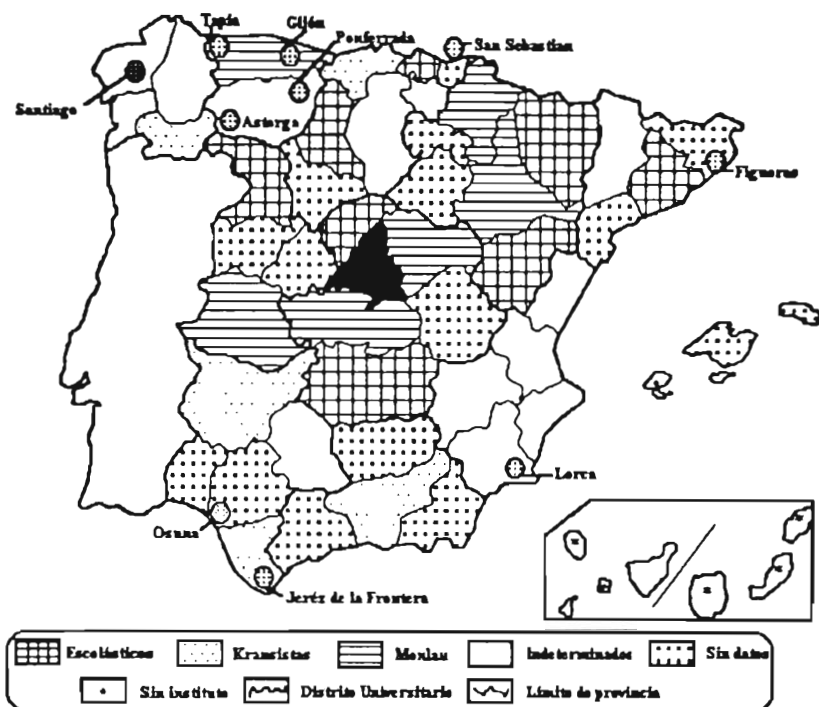 Tapia
Gijón
Ponferrada
San Sebastian
Santiago
Astorga
Figueras
Lorca
Osuna
Jeréz de la Frontera
Escolásticos
Krausistas
Monlau
Indeterminados
Sin datos
Sin instituto
Distrito Universitario
Límite de provincia